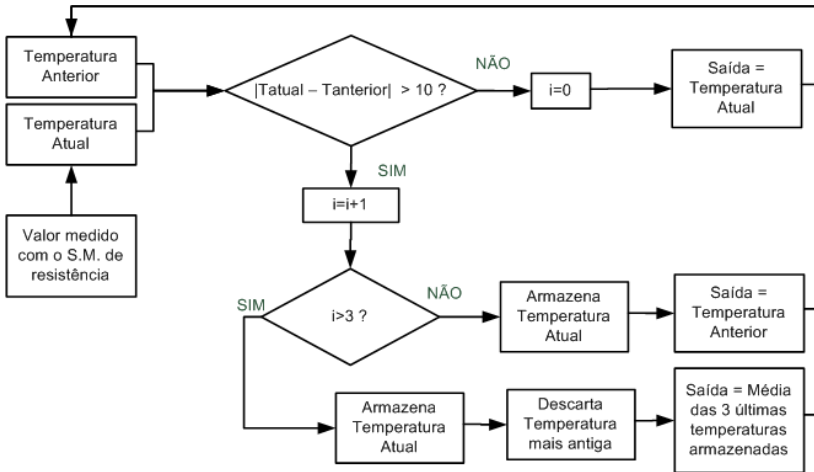 Temperatura
Anterior
Temperatura
Atual
Valor medido
com o S.M. de
resistência
|Tatual – Tanterior| > 10 ?
NÃO
i=0
Saída =
Temperatura
Atual
SIM
i=i+1
i>3 ?
NÃO
Armazena
Temperatura
Atual
Saída =
Temperatura
Anterior
SIM
Armazena
Temperatura
Atual
Descarta
Temperatura
mais antiga
Saída = Média
das 3 últimas
temperaturas
armazenadas